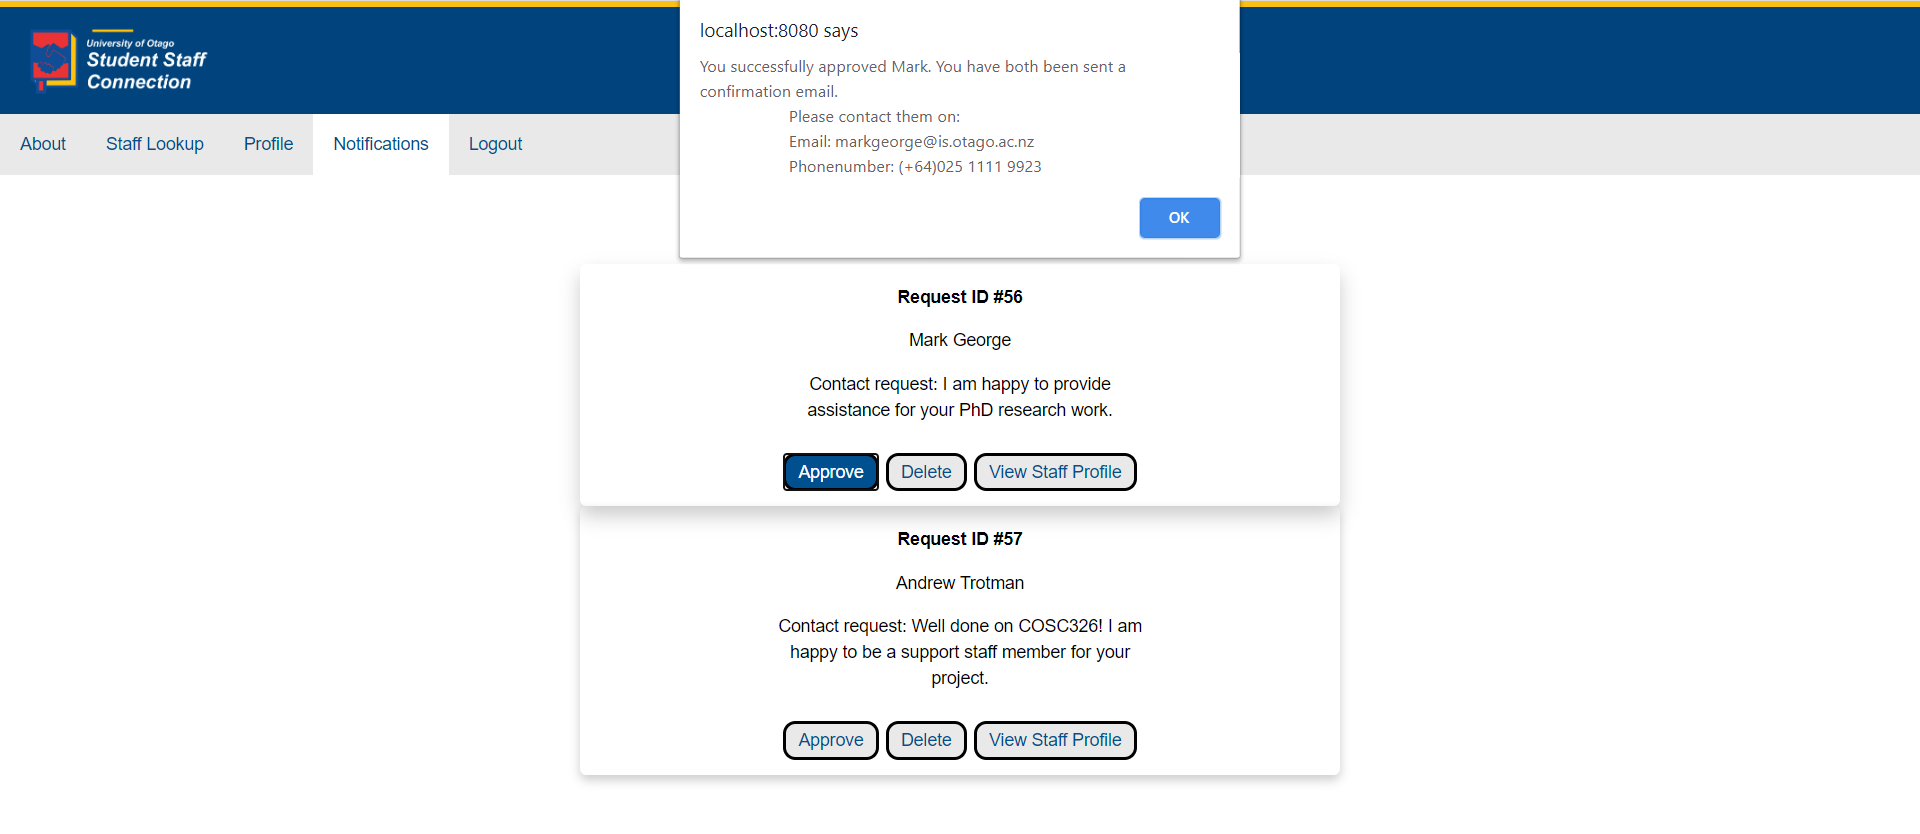 University of Otago
Student Staff
Connection
localhost:8080 says
You successfully approved Mark. You have both been sent a
confirmation email.
Please contact them on:
Email: markgeorge@is.otago.ac.nz
Phonenumber: (+64)025 1111 9923
OK
About
Staff Lookup
Profile
Notifications
Logout
Request ID #56
Mark George
Contact request: I am happy to provide
assistance for your PhD research work.
Approve
Delete
View Staff Profile
Request ID #57
Andrew Trotman
Contact request: Well done on COSC326! I am
happy to be a support staff member for your
project.
Approve
Delete
View Staff Profile